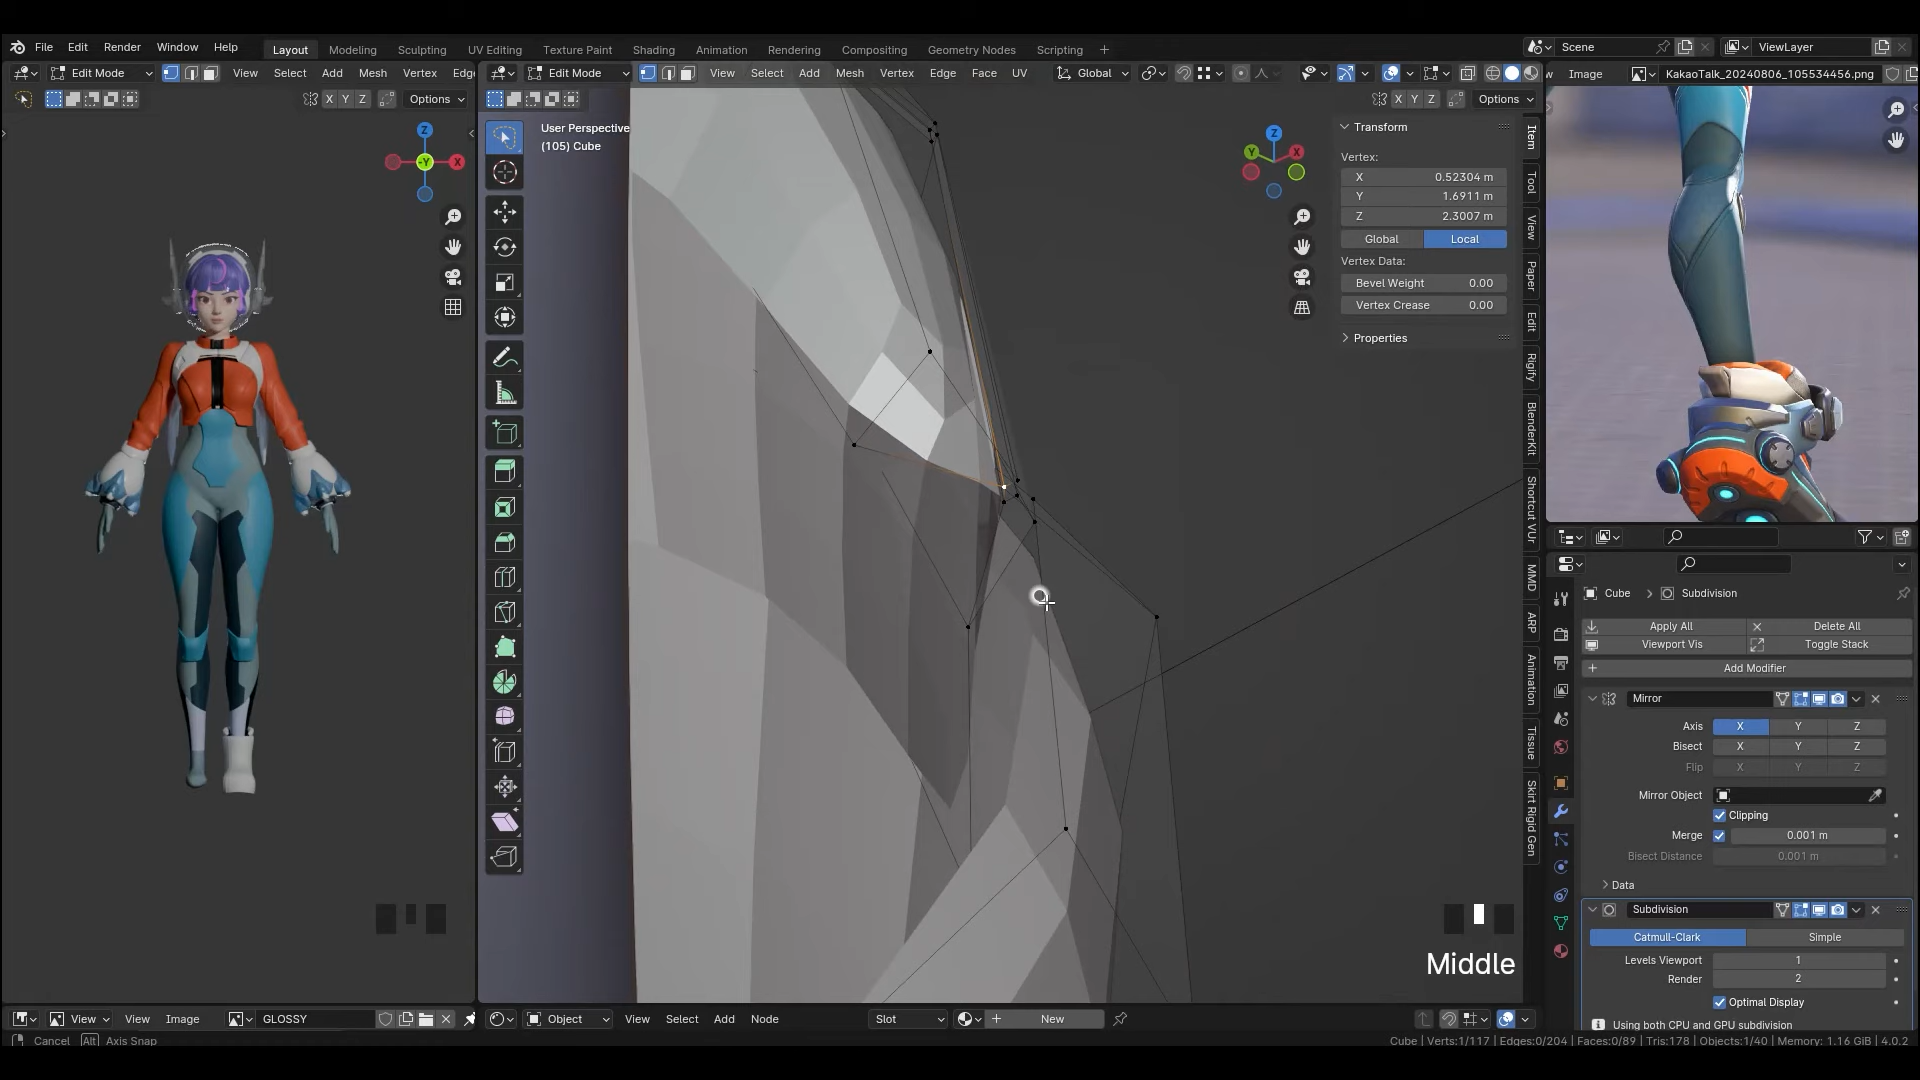 File Edit Render Window Help Layout Modeling Sculpting UV Editing Texture Paint Shading Animation Rendering Compositing Geometry Nodes Scripting + Scene ViewLayer
Edit Mode View Select Add Mesh Vertex Edg Edit Mode View Select Add Mesh Vertex Edge Face UV Global Image KakaoTalk_20240806_105534456.png
X Y Z Options X Y Z Options
User Perspective
(105) Cube
Z
-Y X
Z
Y X
Transform
Vertex:
X 0.52304 m
Y 1.6911 m
Z 2.3007 m
Global Local
Vertex Data:
Bevel Weight 0.00
Vertex Crease 0.00
Properties
Item
Tool
View
Paper
Edit
Rigify
BlenderKit
Shortcut VUr
MMD
ARP
Animation
Tissue
Skirt Rigid Gen
Cube > Subdivision
Apply All Delete All
Viewport Vis Toggle Stack
+ Add Modifier
Mirror
Axis X Y Z
Bisect X Y Z
Flip X Y Z
Mirror Object
Clipping
Merge 0.001 m
Bisect Distance 0.001 m
Data
Subdivision
Catmull-Clark Simple
Levels Viewport 1
Render 2
Optimal Display
Using both CPU and GPU subdivision
Middle
View View Image GLOSSY Object View Select Add Node Slot New
Cancel Alt Axis Snap Cube | Verts:1/117 | Edges:0/204 | Faces:0/89 | Tris:178 | Objects:1/40 | Memory: 1.16 GiB | 4.0.2